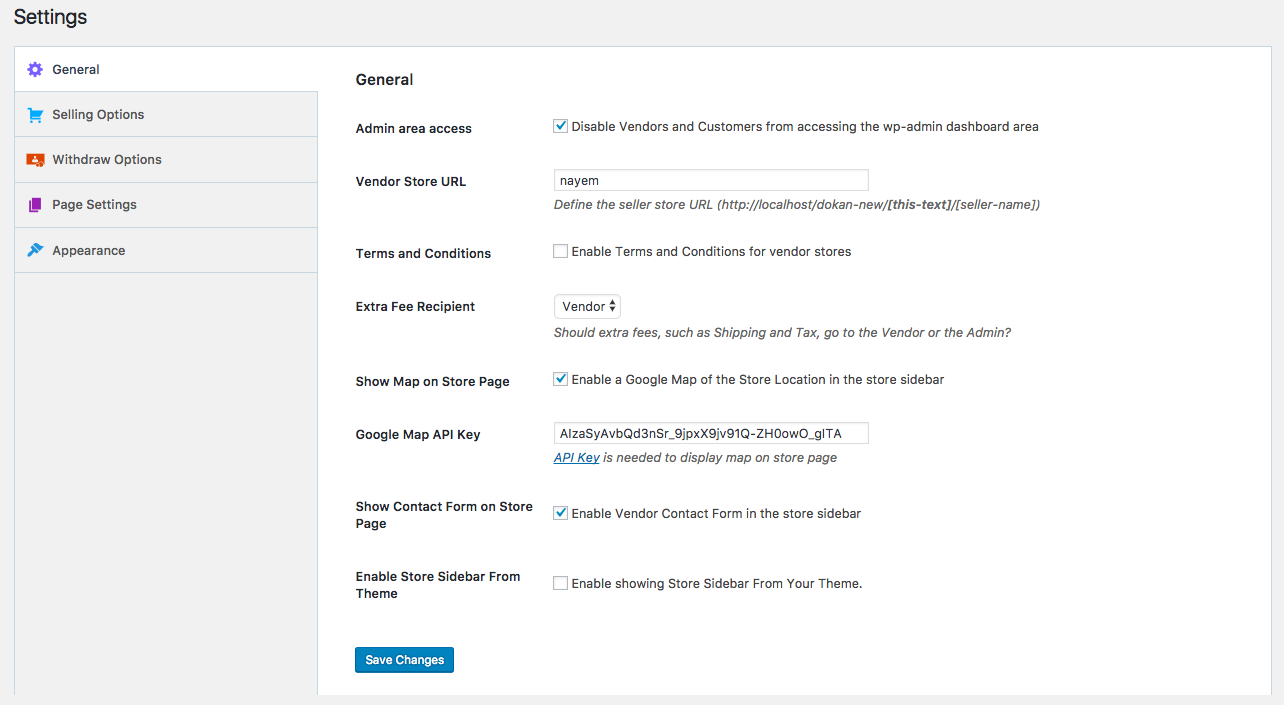 Settings
General
Selling Options
Withdraw Options
Page Settings
Appearance
General
Admin area access
Disable Vendors and Customers from accessing the wp-admin dashboard area
Vendor Store URL
nayem
Define the seller store URL (http://localhost/dokan-new/[this-text]/[seller-name])
Terms and Conditions
Enable Terms and Conditions for vendor stores
Extra Fee Recipient
Vendor
Should extra fees, such as Shipping and Tax, go to the Vendor or the Admin?
Show Map on Store Page
Enable a Google Map of the Store Location in the store sidebar
Google Map API Key
AIzaSyAvbQd3nSr_9jpxX9jv91Q-ZH0owO_gITA
API Key is needed to display map on store page
Show Contact Form on Store
Page
Enable Vendor Contact Form in the store sidebar
Enable Store Sidebar From
Theme
Enable showing Store Sidebar From Your Theme.
Save Changes